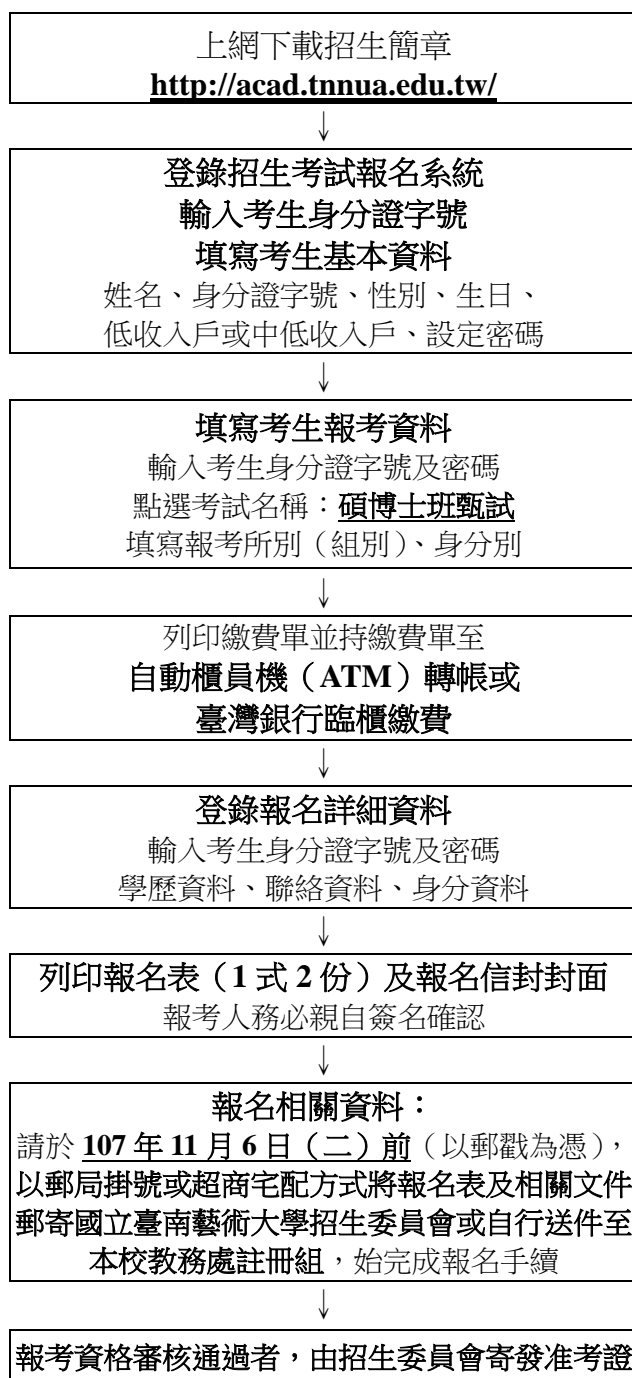 上網下載招生簡章
http://acad.tnnua.edu.tw/
↓
登錄招生考試報名系統
輸入考生身分證字號
填寫考生基本資料
姓名、身分證字號、性別、生日、
低收入戶或中低收入戶、設定密碼
↓
填寫考生報考資料
輸入考生身分證字號及密碼
點選考試名稱：碩博士班甄試
填寫報考所別（組別）、身分別
↓
列印繳費單並持繳費單至
自動櫃員機（ATM）轉帳或
臺灣銀行臨櫃繳費
↓
登錄報名詳細資料
輸入考生身分證字號及密碼
學歷資料、聯絡資料、身分資料
↓
列印報名表（1 式 2 份）及報名信封封面
報考人務必親自簽名確認
↓
報名相關資料：
請於 107 年 11 月 6 日（二）前（以郵戳為憑），
以郵局掛號或超商宅配方式將報名表及相關文件
郵寄國立臺南藝術大學招生委員會或自行送件至
本校教務處註冊組，始完成報名手續
↓
報考資格審核通過者，由招生委員會寄發准考證